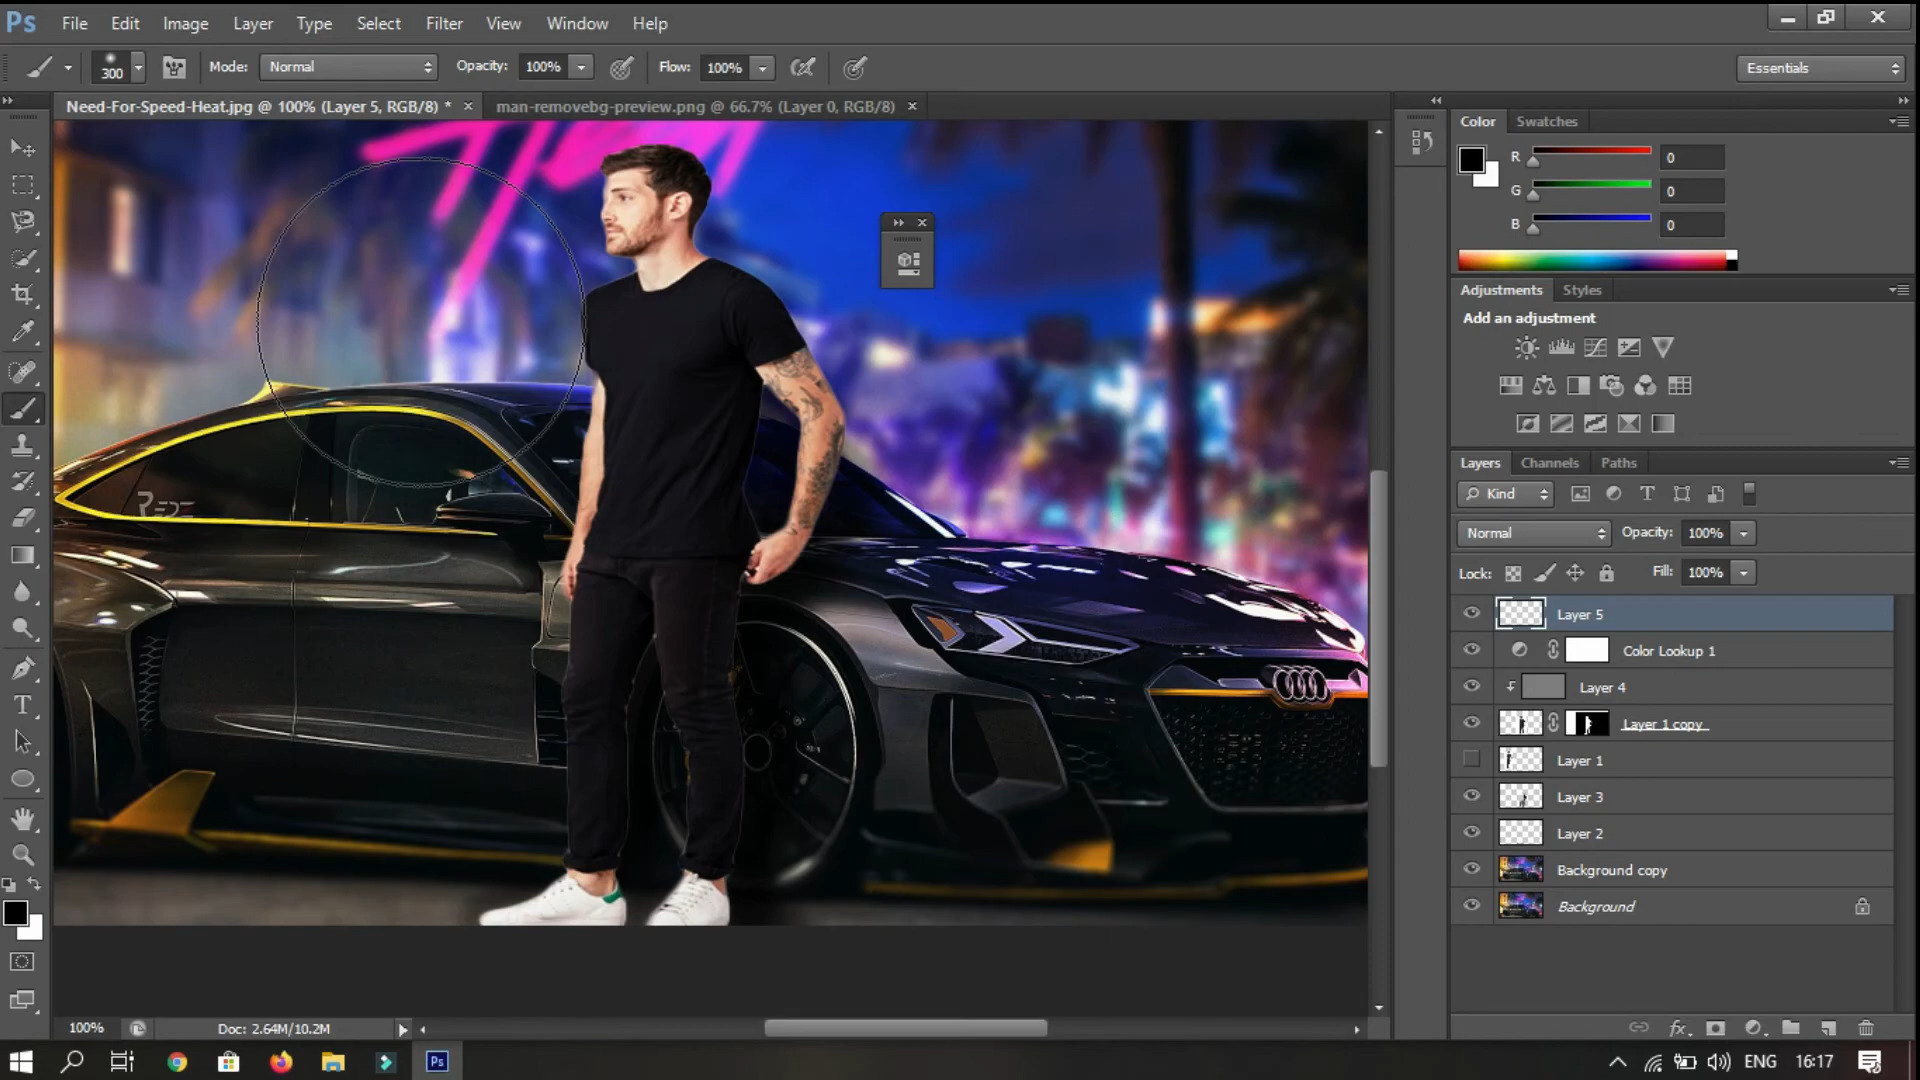 Ps File Edit Image Layer Type Select Filter View Window Help
300 Mode: Normal Opacity: 100% Flow: 100% Essentials
Need-For-Speed-Heat.jpg @ 100% (Layer 5, RGB/8) * × man-removebg-preview.png @ 66.7% (Layer 0, RGB/8) ×
Color Swatches
R 0
G 0
B 0
Adjustments Styles
Add an adjustment
Layers Channels Paths
Kind
Normal Opacity: 100%
Lock: Fill: 100%
Layer 5
Color Lookup 1
Layer 4
Layer 1 copy
Layer 1
Layer 3
Layer 2
Background copy
Background
T
100% Doc: 2.64M/10.2M
fx
Ps ENG 16:17